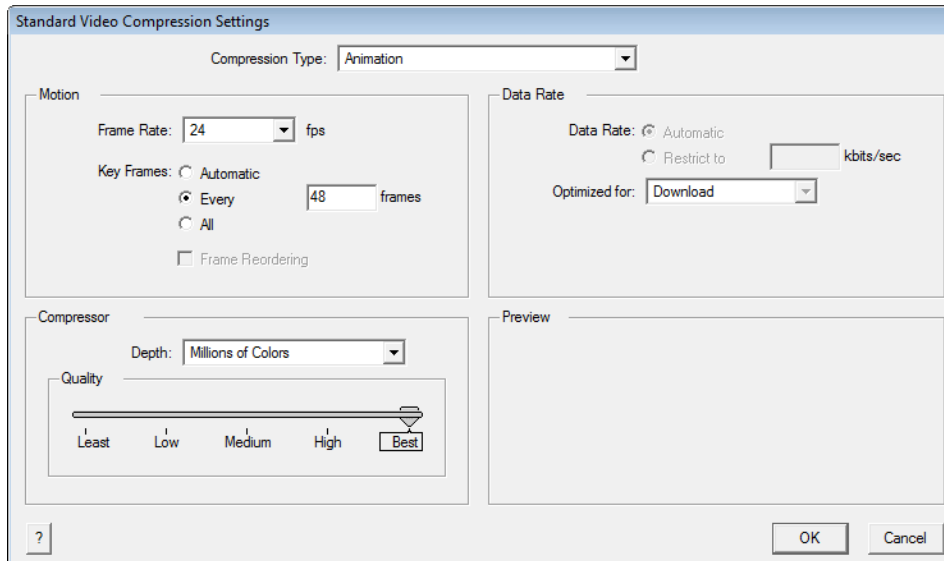 Standard Video Compression Settings
Compression Type: Animation
Motion
Frame Rate: 24 fps
Key Frames: Automatic
Every 48 frames
All
Frame Reordering
Data Rate
Data Rate: Automatic
Restrict to kbits/sec
Optimized for: Download
Compressor
Depth: Millions of Colors
Quality
Least Low Medium High Best
Preview
? OK Cancel